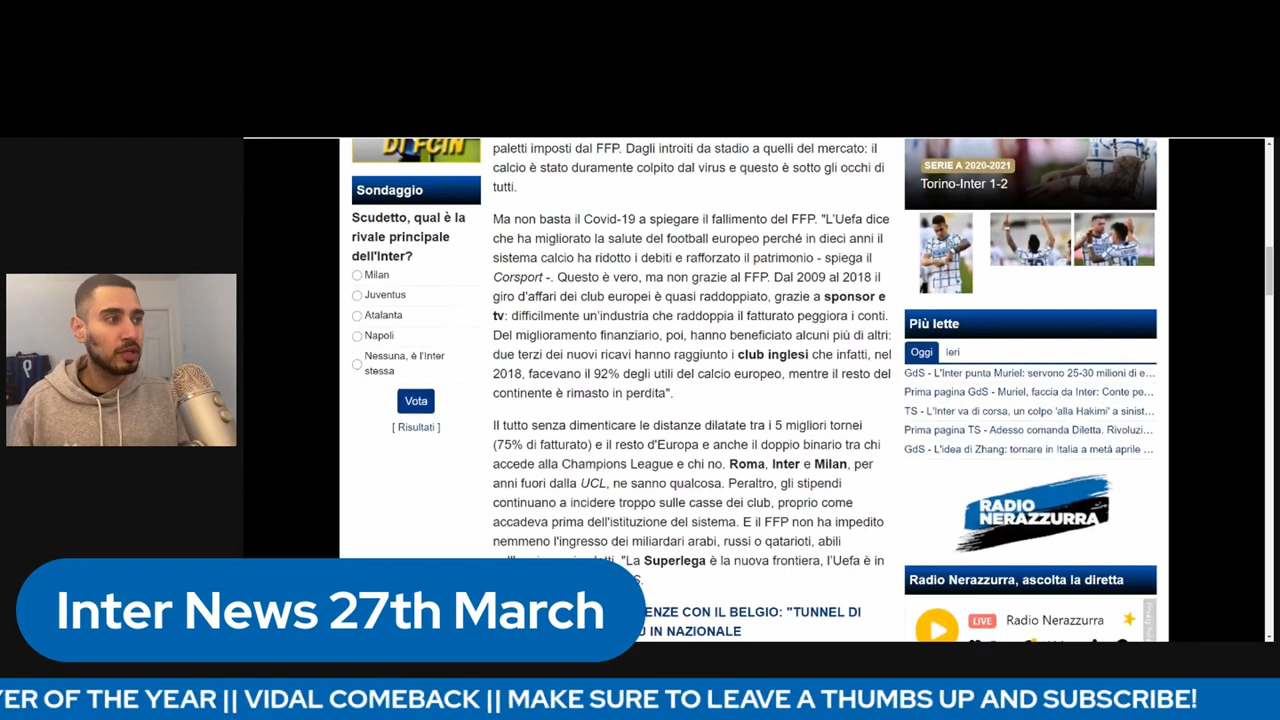 DI FCIN
Sondaggio
Scudetto, qual è la
rivale principale
dell'Inter?
Milan
Juventus
Atalanta
Napoli
Nessuna, è l'Inter
stessa
Vota
[ Risultati ]
paletti imposti dal FFP. Dagli introiti da stadio a quelli del mercato: il
calcio è stato duramente colpito dal virus e questo è sotto gli occhi di
tutti.
Ma non basta il Covid-19 a spiegare il fallimento del FFP. "L'Uefa dice
che ha migliorato la salute del football europeo perché in dieci anni il
sistema calcio ha ridotto i debiti e rafforzato il patrimonio - spiega il
Corsport -. Questo è vero, ma non grazie al FFP. Dal 2009 al 2018 il
giro d'affari dei club europei è quasi raddoppiato, grazie a sponsor e
tv: difficilmente un'industria che raddoppia il fatturato peggiora i conti.
Del miglioramento finanziario, poi, hanno beneficiato alcuni più di altri:
due terzi dei nuovi ricavi hanno raggiunto i club inglesi che infatti, nel
2018, facevano il 92% degli utili del calcio europeo, mentre il resto del
continente è rimasto in perdita".
Il tutto senza dimenticare le distanze dilatate tra i 5 migliori tornei
(75% di fatturato) e il resto d'Europa e anche il doppio binario tra chi
accede alla Champions League e chi no. Roma, Inter e Milan, per
anni fuori dalla UCL, ne sanno qualcosa. Peraltro, gli stipendi
continuano a incidere troppo sulle casse dei club, proprio come
accadeva prima dell'istituzione del sistema. E il FFP non ha impedito
nemmeno l'ingresso dei miliardari arabi, russi o qatarioti, abili
"La Superlega è la nuova frontiera, l'Uefa è in
ENZE CON IL BELGIO: "TUNNEL DI
IN NAZIONALE
SERIE A 2020-2021
Torino-Inter 1-2
Più lette
Oggi Ieri
GdS - L'Inter punta Muriel: servono 25-30 milioni di e...
Prima pagina GdS - Muriel, faccia da Inter: Conte pe...
TS - L'Inter va di corsa, un colpo 'alla Hakimi' a sinist...
Prima pagina TS - Adesso comanda Diletta. Rivoluzi...
GdS - L'idea di Zhang: tornare in Italia a metà aprile ...
RADIO
NERAZZURRA
Radio Nerazzurra, ascolta la diretta
LIVE Radio Nerazzurra
Inter News 27th March
YER OF THE YEAR || VIDAL COMEBACK || MAKE SURE TO LEAVE A THUMBS UP AND SUBSCRIBE!